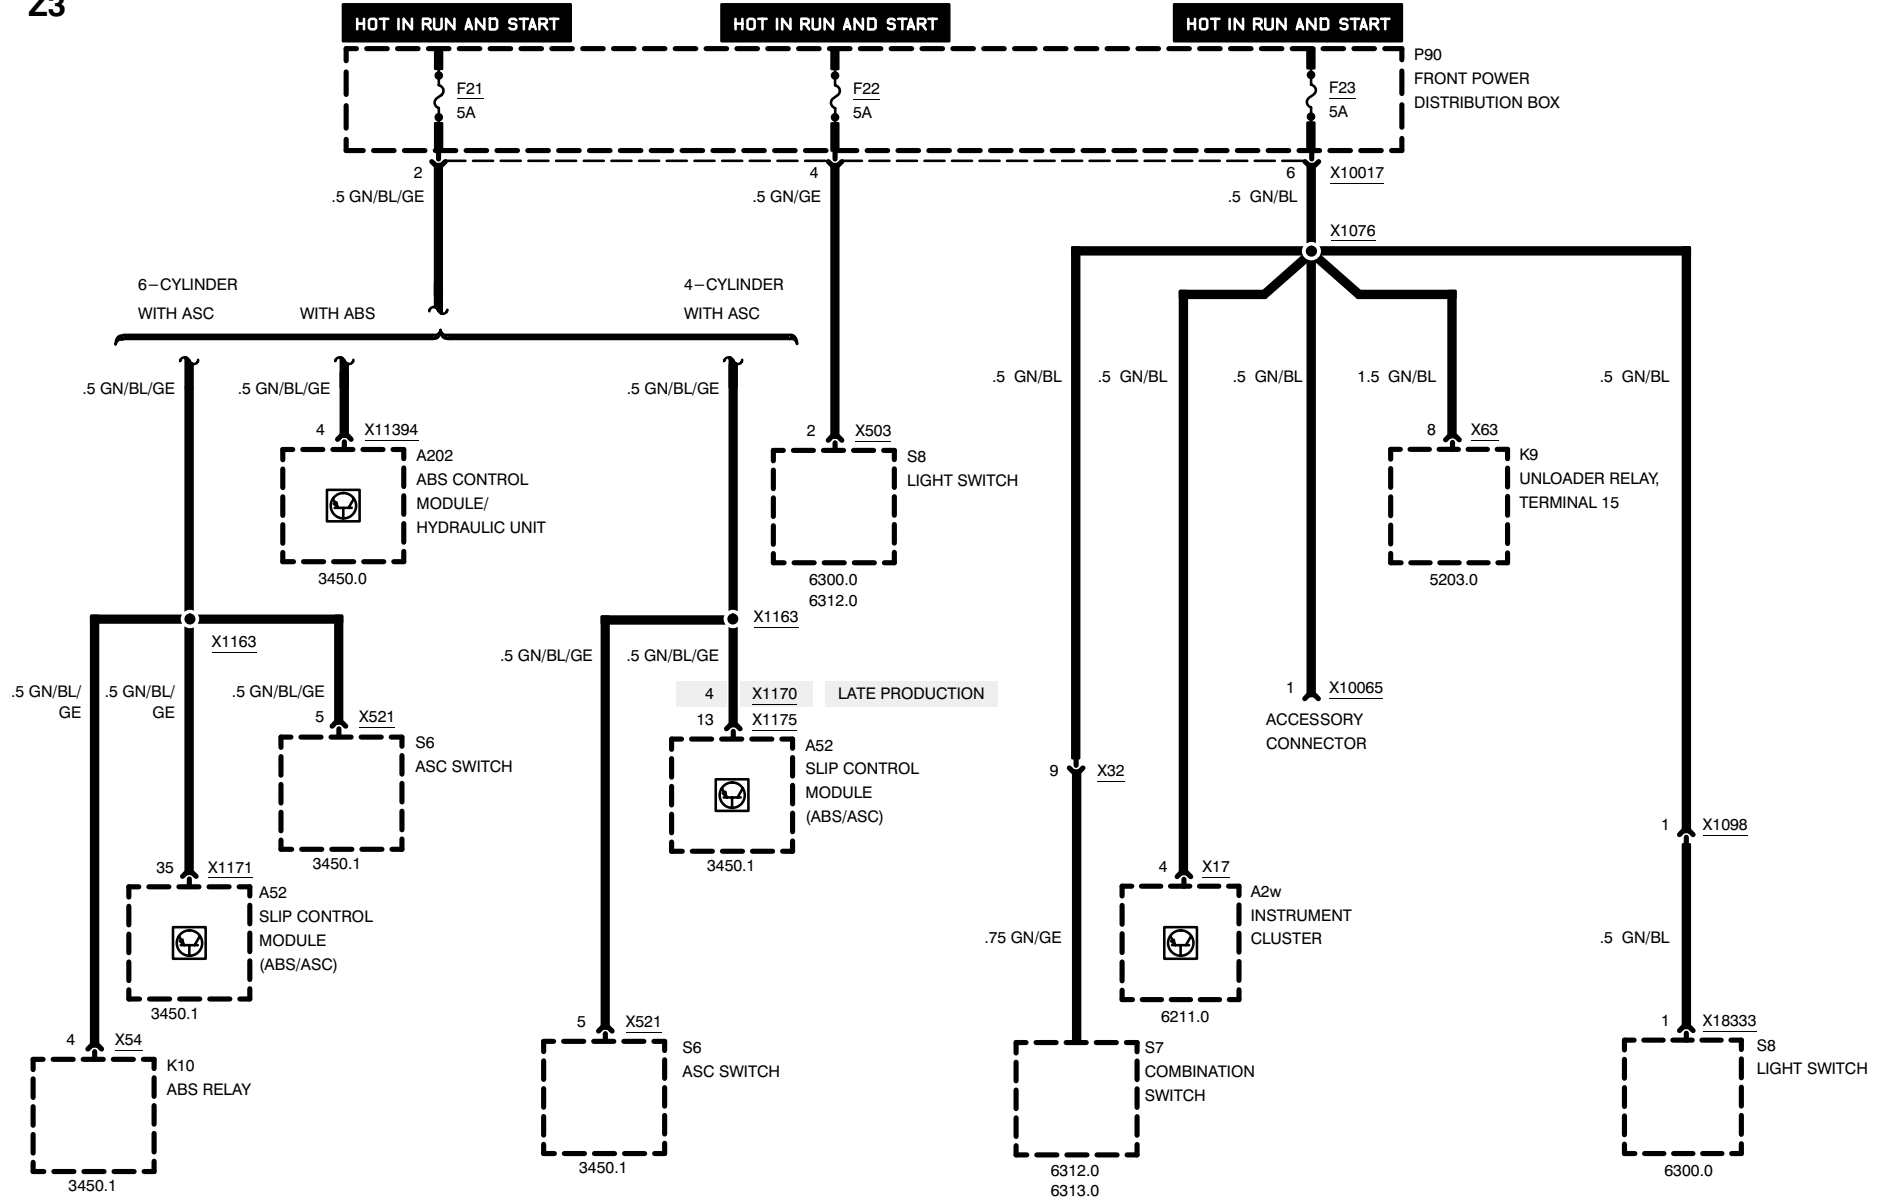 Z3
HOT IN RUN AND START
HOT IN RUN AND START
HOT IN RUN AND START
P90
FRONT POWER
DISTRIBUTION BOX
F21
5A
F22
5A
F23
5A
2
.5 GN/BL/GE
4
.5 GN/GE
6
X10017
.5 GN/BL
X1076
6-CYLINDER
WITH ASC
WITH ABS
4-CYLINDER
WITH ASC
.5 GN/BL/GE
.5 GN/BL/GE
.5 GN/BL/GE
.5 GN/BL
.5 GN/BL
.5 GN/BL
1.5 GN/BL
.5 GN/BL
4
X11394
A202
ABS CONTROL
MODULE/
HYDRAULIC UNIT
3450.0
2
X503
S8
LIGHT SWITCH
6300.0
6312.0
8
X63
K9
UNLOADER RELAY,
TERMINAL 15
5203.0
X1163
X1163
.5 GN/BL/
GE
.5 GN/BL/
GE
.5 GN/BL/GE
.5 GN/BL/GE
.5 GN/BL/GE
5
X521
S6
ASC SWITCH
3450.1
4
X1170
LATE PRODUCTION
13
X1175
A52
SLIP CONTROL
MODULE
(ABS/ASC)
3450.1
1
X10065
ACCESSORY
CONNECTOR
9
X32
1
X1098
35
X1171
A52
SLIP CONTROL
MODULE
(ABS/ASC)
3450.1
4
X17
A2w
INSTRUMENT
CLUSTER
6211.0
.75 GN/GE
.5 GN/BL
4
X54
K10
ABS RELAY
3450.1
5
X521
S6
ASC SWITCH
3450.1
S7
COMBINATION
SWITCH
6312.0
6313.0
1
X18333
S8
LIGHT SWITCH
6300.0